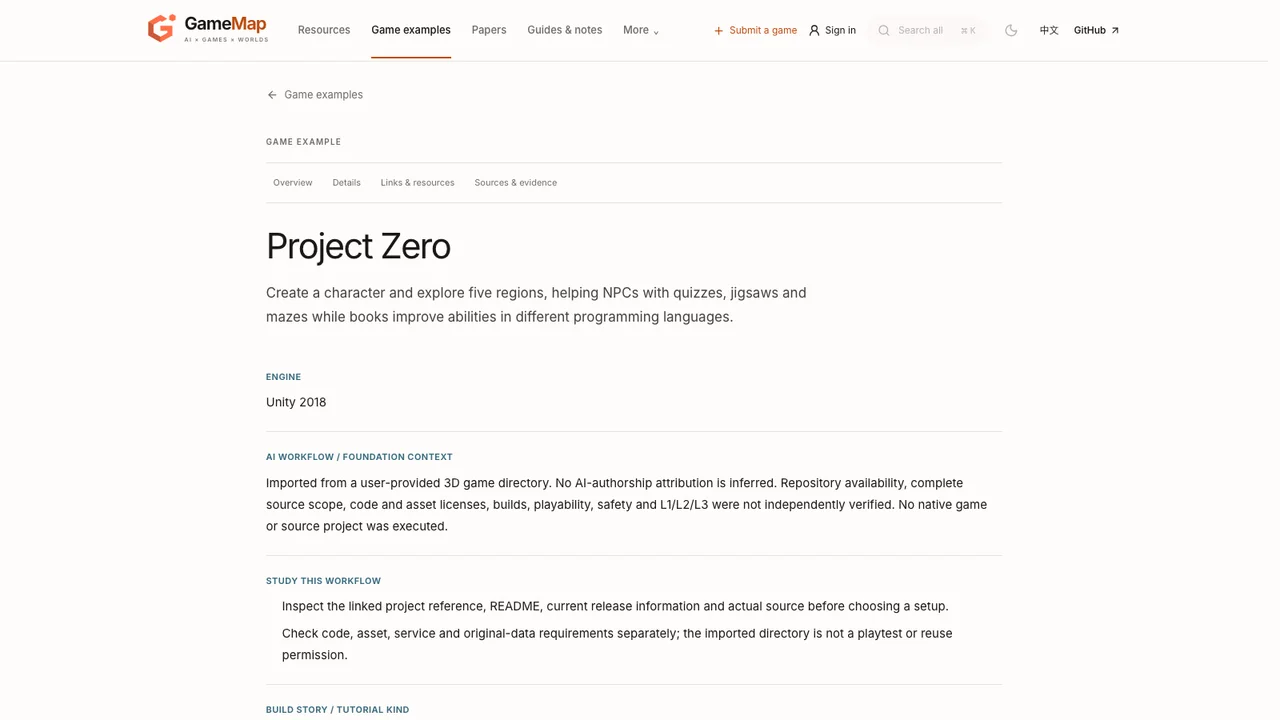 GameMap
AI × GAMES × WORLDS
Resources
Game examples
Papers
Guides & notes
More
+ Submit a game
Sign in
Search all
⌘ K
中文
GitHub ↗
← Game examples
GAME EXAMPLE
Overview
Details
Links & resources
Sources & evidence
Project Zero
Create a character and explore five regions, helping NPCs with quizzes, jigsaws and
mazes while books improve abilities in different programming languages.
ENGINE
Unity 2018
AI WORKFLOW / FOUNDATION CONTEXT
Imported from a user-provided 3D game directory. No AI-authorship attribution is inferred. Repository availability, complete
source scope, code and asset licenses, builds, playability, safety and L1/L2/L3 were not independently verified. No native game
or source project was executed.
STUDY THIS WORKFLOW
Inspect the linked project reference, README, current release information and actual source before choosing a setup.
Check code, asset, service and original-data requirements separately; the imported directory is not a playtest or reuse
permission.
BUILD STORY / TUTORIAL KIND